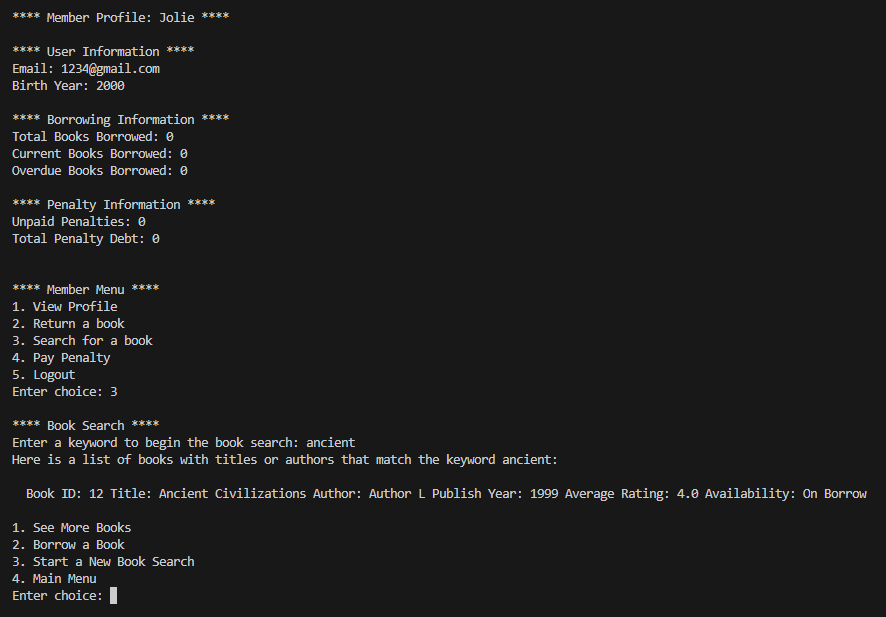 **** Member Profile: Jolie ****
**** User Information ****
Email: 1234@gmail.com
Birth Year: 2000
**** Borrowing Information ****
Total Books Borrowed: 0
Current Books Borrowed: 0
Overdue Books Borrowed: 0
**** Penalty Information ****
Unpaid Penalties: 0
Total Penalty Debt: 0
**** Member Menu ****
1. View Profile
2. Return a book
3. Search for a book
4. Pay Penalty
5. Logout
Enter choice: 3
**** Book Search ****
Enter a keyword to begin the book search: ancient
Here is a list of books with titles or authors that match the keyword ancient:
Book ID: 12 Title: Ancient Civilizations Author: Author L Publish Year: 1999 Average Rating: 4.0 Availability: On Borrow
1. See More Books
2. Borrow a Book
3. Start a New Book Search
4. Main Menu
Enter choice: